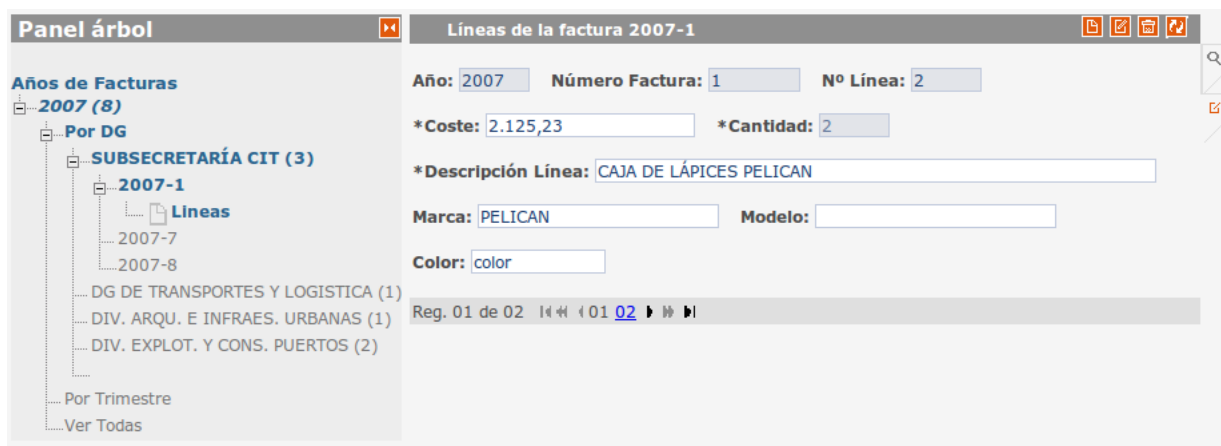 Panel árbol
Años de Facturas
2007 (8)
Por DG
SUBSECRETARÍA CIT (3)
2007-1
Lineas
2007-7
2007-8
DG DE TRANSPORTES Y LOGISTICA (1)
DIV. ARQU. E INFRAES. URBANAS (1)
DIV. EXPLOT. Y CONS. PUERTOS (2)
Por Trimestre
Ver Todas
Líneas de la factura 2007-1
Año: 2007 Número Factura: 1 Nº Línea: 2
*Coste: 2.125,23 *Cantidad: 2
*Descripción Línea: CAJA DE LÁPICES PELICAN
Marca: PELICAN Modelo:
Color: color
Reg. 01 de 02 01 02